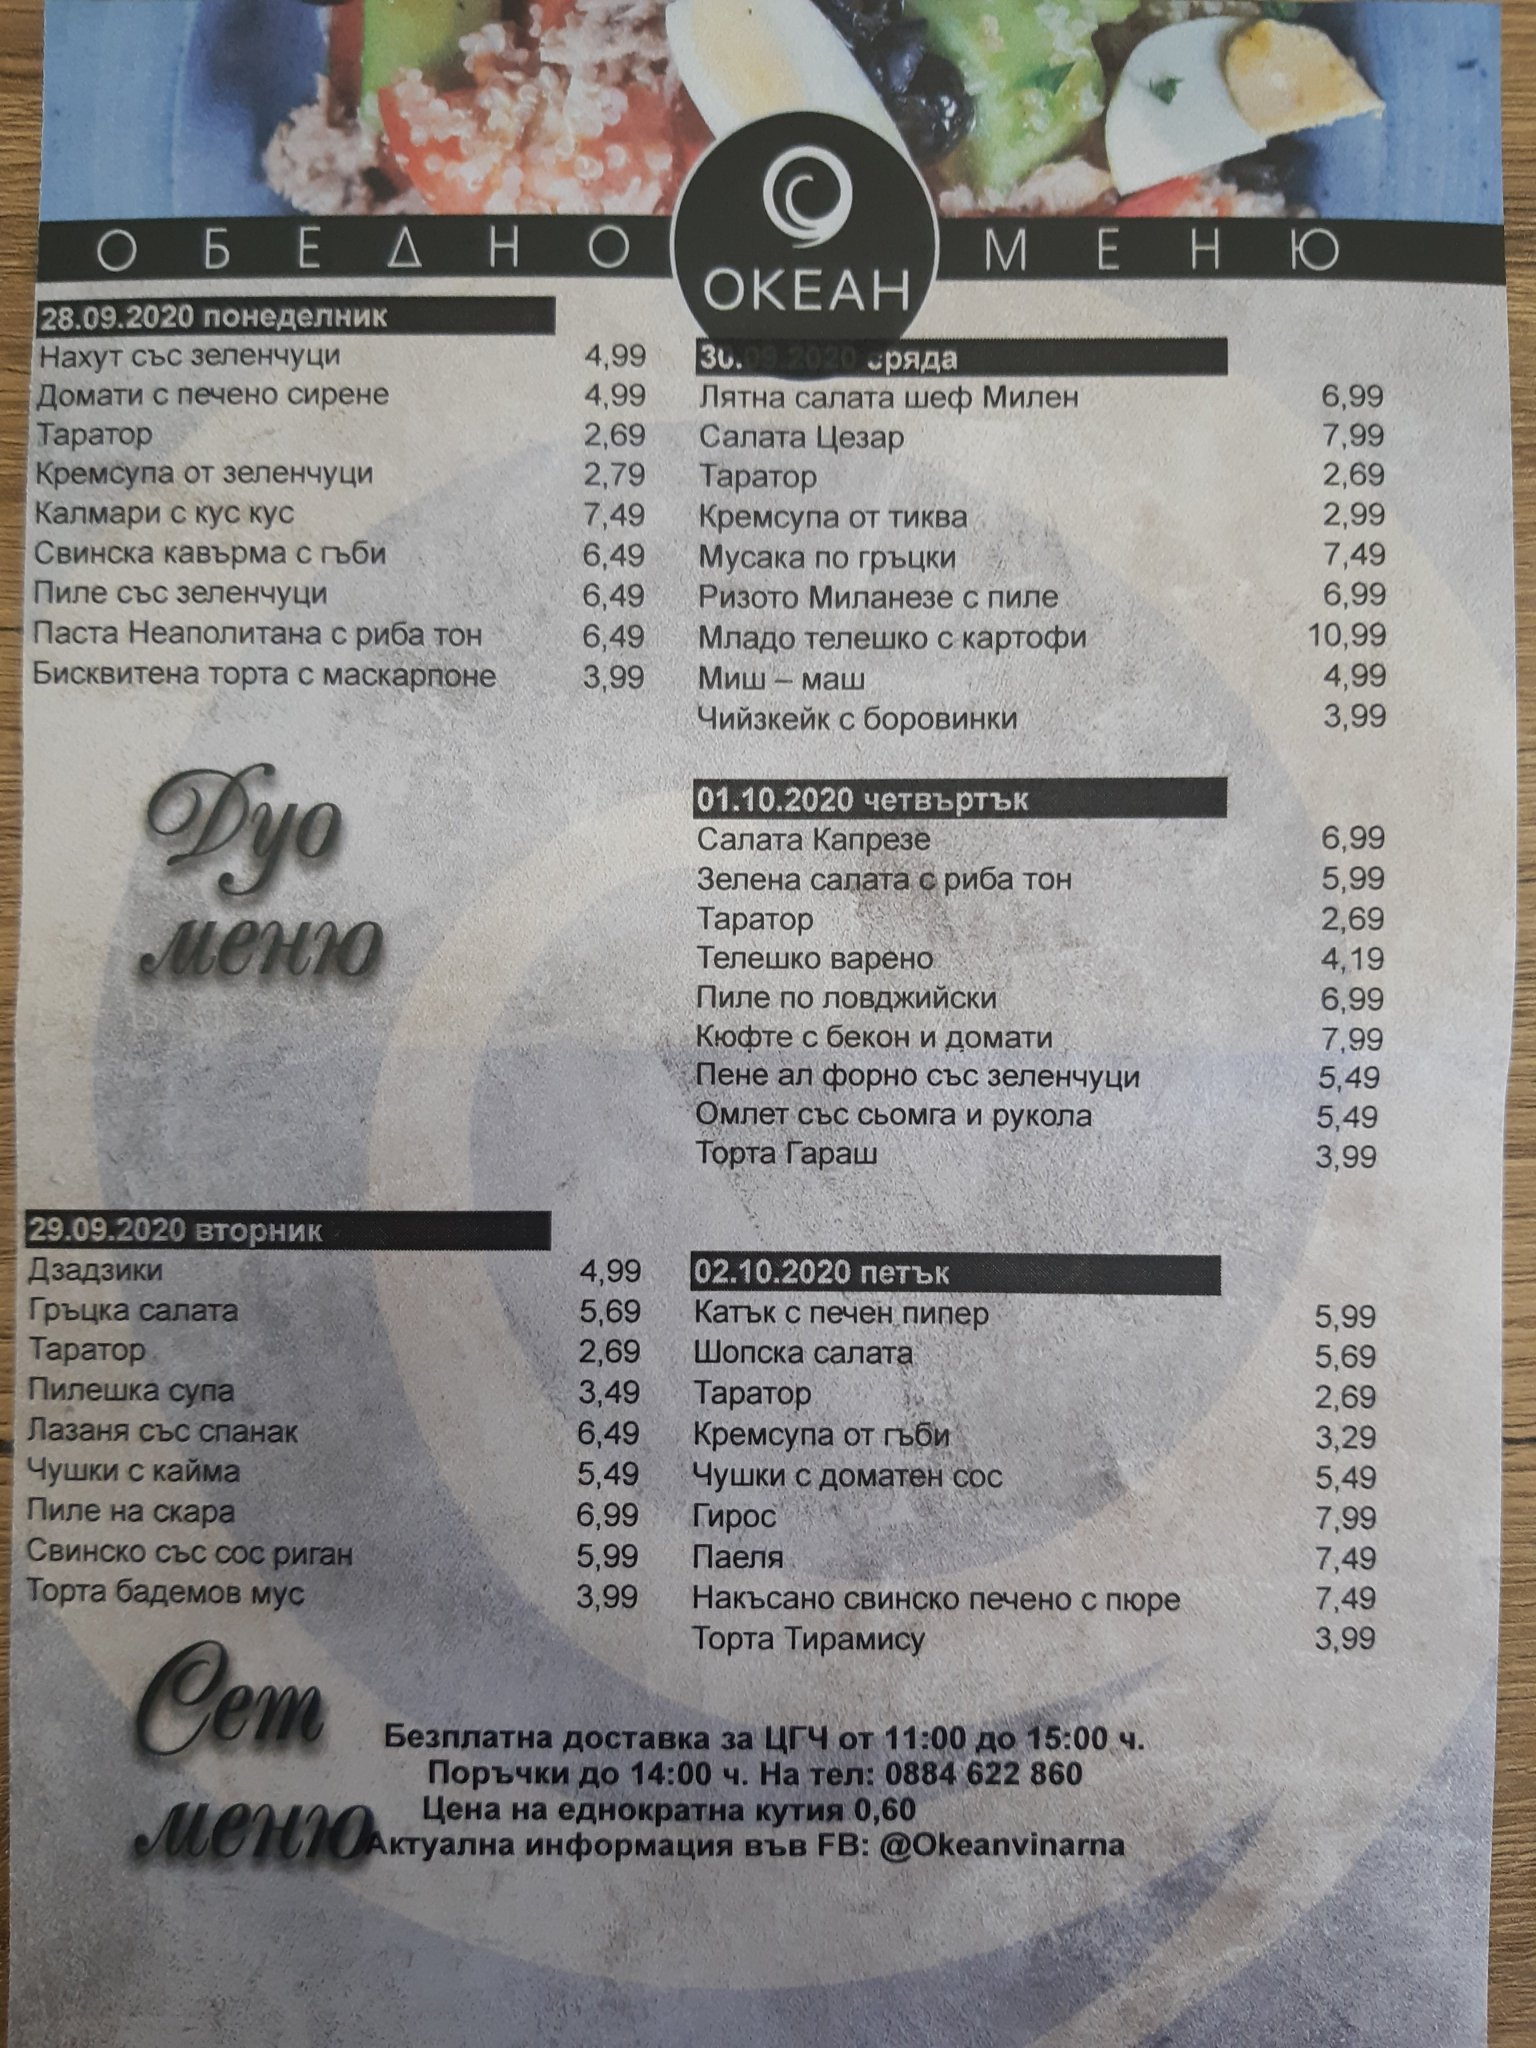 ОКЕАН
ОБЕДНО МЕНЮ
28.09.2020 понеделник
Нахут със зеленчуци 4,99
Домати с печено сирене 4,99
Таратор 2,69
Кремсупа от зеленчуци 2,79
Калмари с кус кус 7,49
Свинска кавърма с гъби 6,49
Пиле със зеленчуци 6,49
Паста Неаполитана с риба тон 6,49
Бисквитена торта с маскарпоне 3,99
Дуо
меню
29.09.2020 вторник
Дзадзики 4,99
Гръцка салата 5,69
Таратор 2,69
Пилешка супа 3,49
Лазаня със спанак 6,49
Чушки с кайма 5,49
Пиле на скара 6,99
Свинско със сос риган 5,99
Торта бадемов мус 3,99
Сет
меню
30.09.2020 сряда
Лятна салата шеф Милен 6,99
Салата Цезар 7,99
Таратор 2,69
Кремсупа от тиква 2,99
Мусака по гръцки 7,49
Ризото Миланезе с пиле 6,99
Младо телешко с картофи 10,99
Миш – маш 4,99
Чийзкейк с боровинки 3,99
01.10.2020 четвъртък
Салата Капрезе 6,99
Зелена салата с риба тон 5,99
Таратор 2,69
Телешко варено 4,19
Пиле по ловджийски 6,99
Кюфте с бекон и домати 7,99
Пене ал форно със зеленчуци 5,49
Омлет със сьомга и рукола 5,49
Торта Гараш 3,99
02.10.2020 петък
Катък с печен пипер 5,99
Шопска салата 5,69
Таратор 2,69
Кремсупа от гъби 3,29
Чушки с доматен сос 5,49
Гирос 7,99
Паеля 7,49
Накъсано свинско печено с пюре 7,49
Торта Тирамису 3,99
Безплатна доставка за ЦГЧ от 11:00 до 15:00 ч.
Поръчки до 14:00 ч. На тел: 0884 622 860
Цена на еднократна кутия 0,60
Актуална информация във FB: @Okeanvinarna